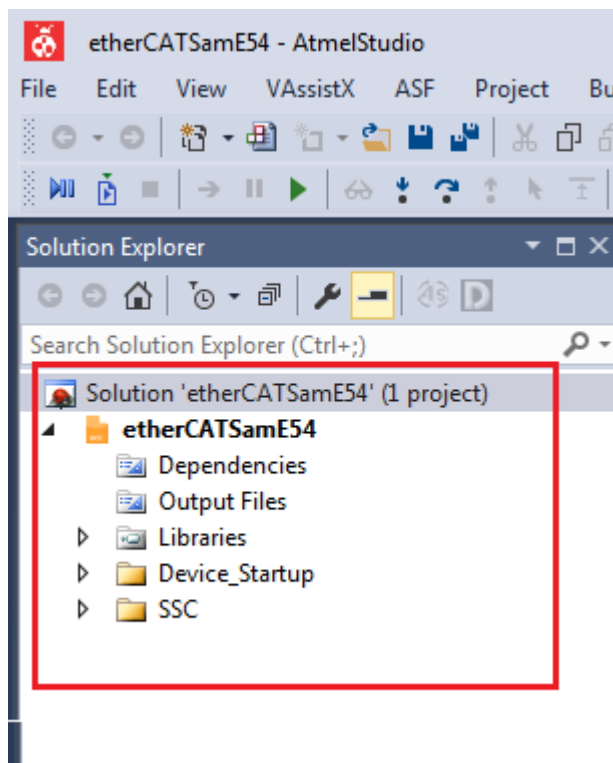 etherCATSamE54 - AtmelStudio
File Edit View VAssistX ASF Project
Solution Explorer
Search Solution Explorer (Ctrl+;)
Solution 'etherCATSamE54' (1 project)
etherCATSamE54
Dependencies
Output Files
Libraries
Device_Startup
SSC